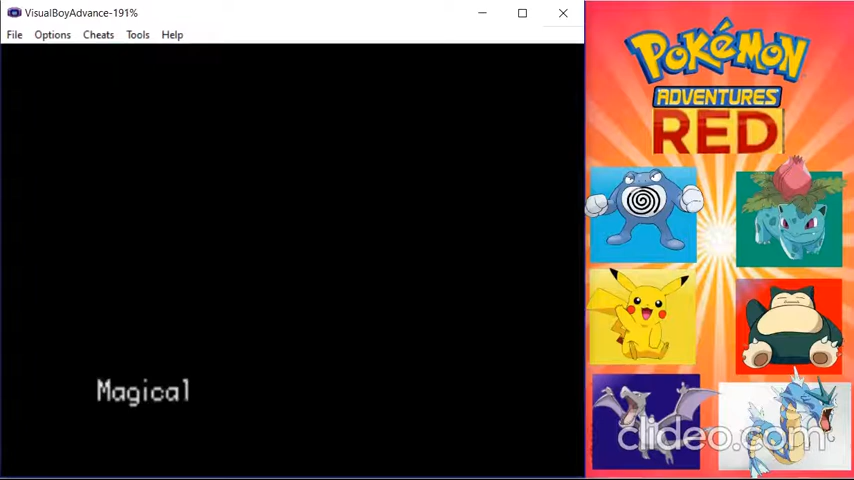 VisualBoyAdvance-191%
File Options Cheats Tools Help
POKéMON
ADVENTURES
RED
Magical
clideo.com